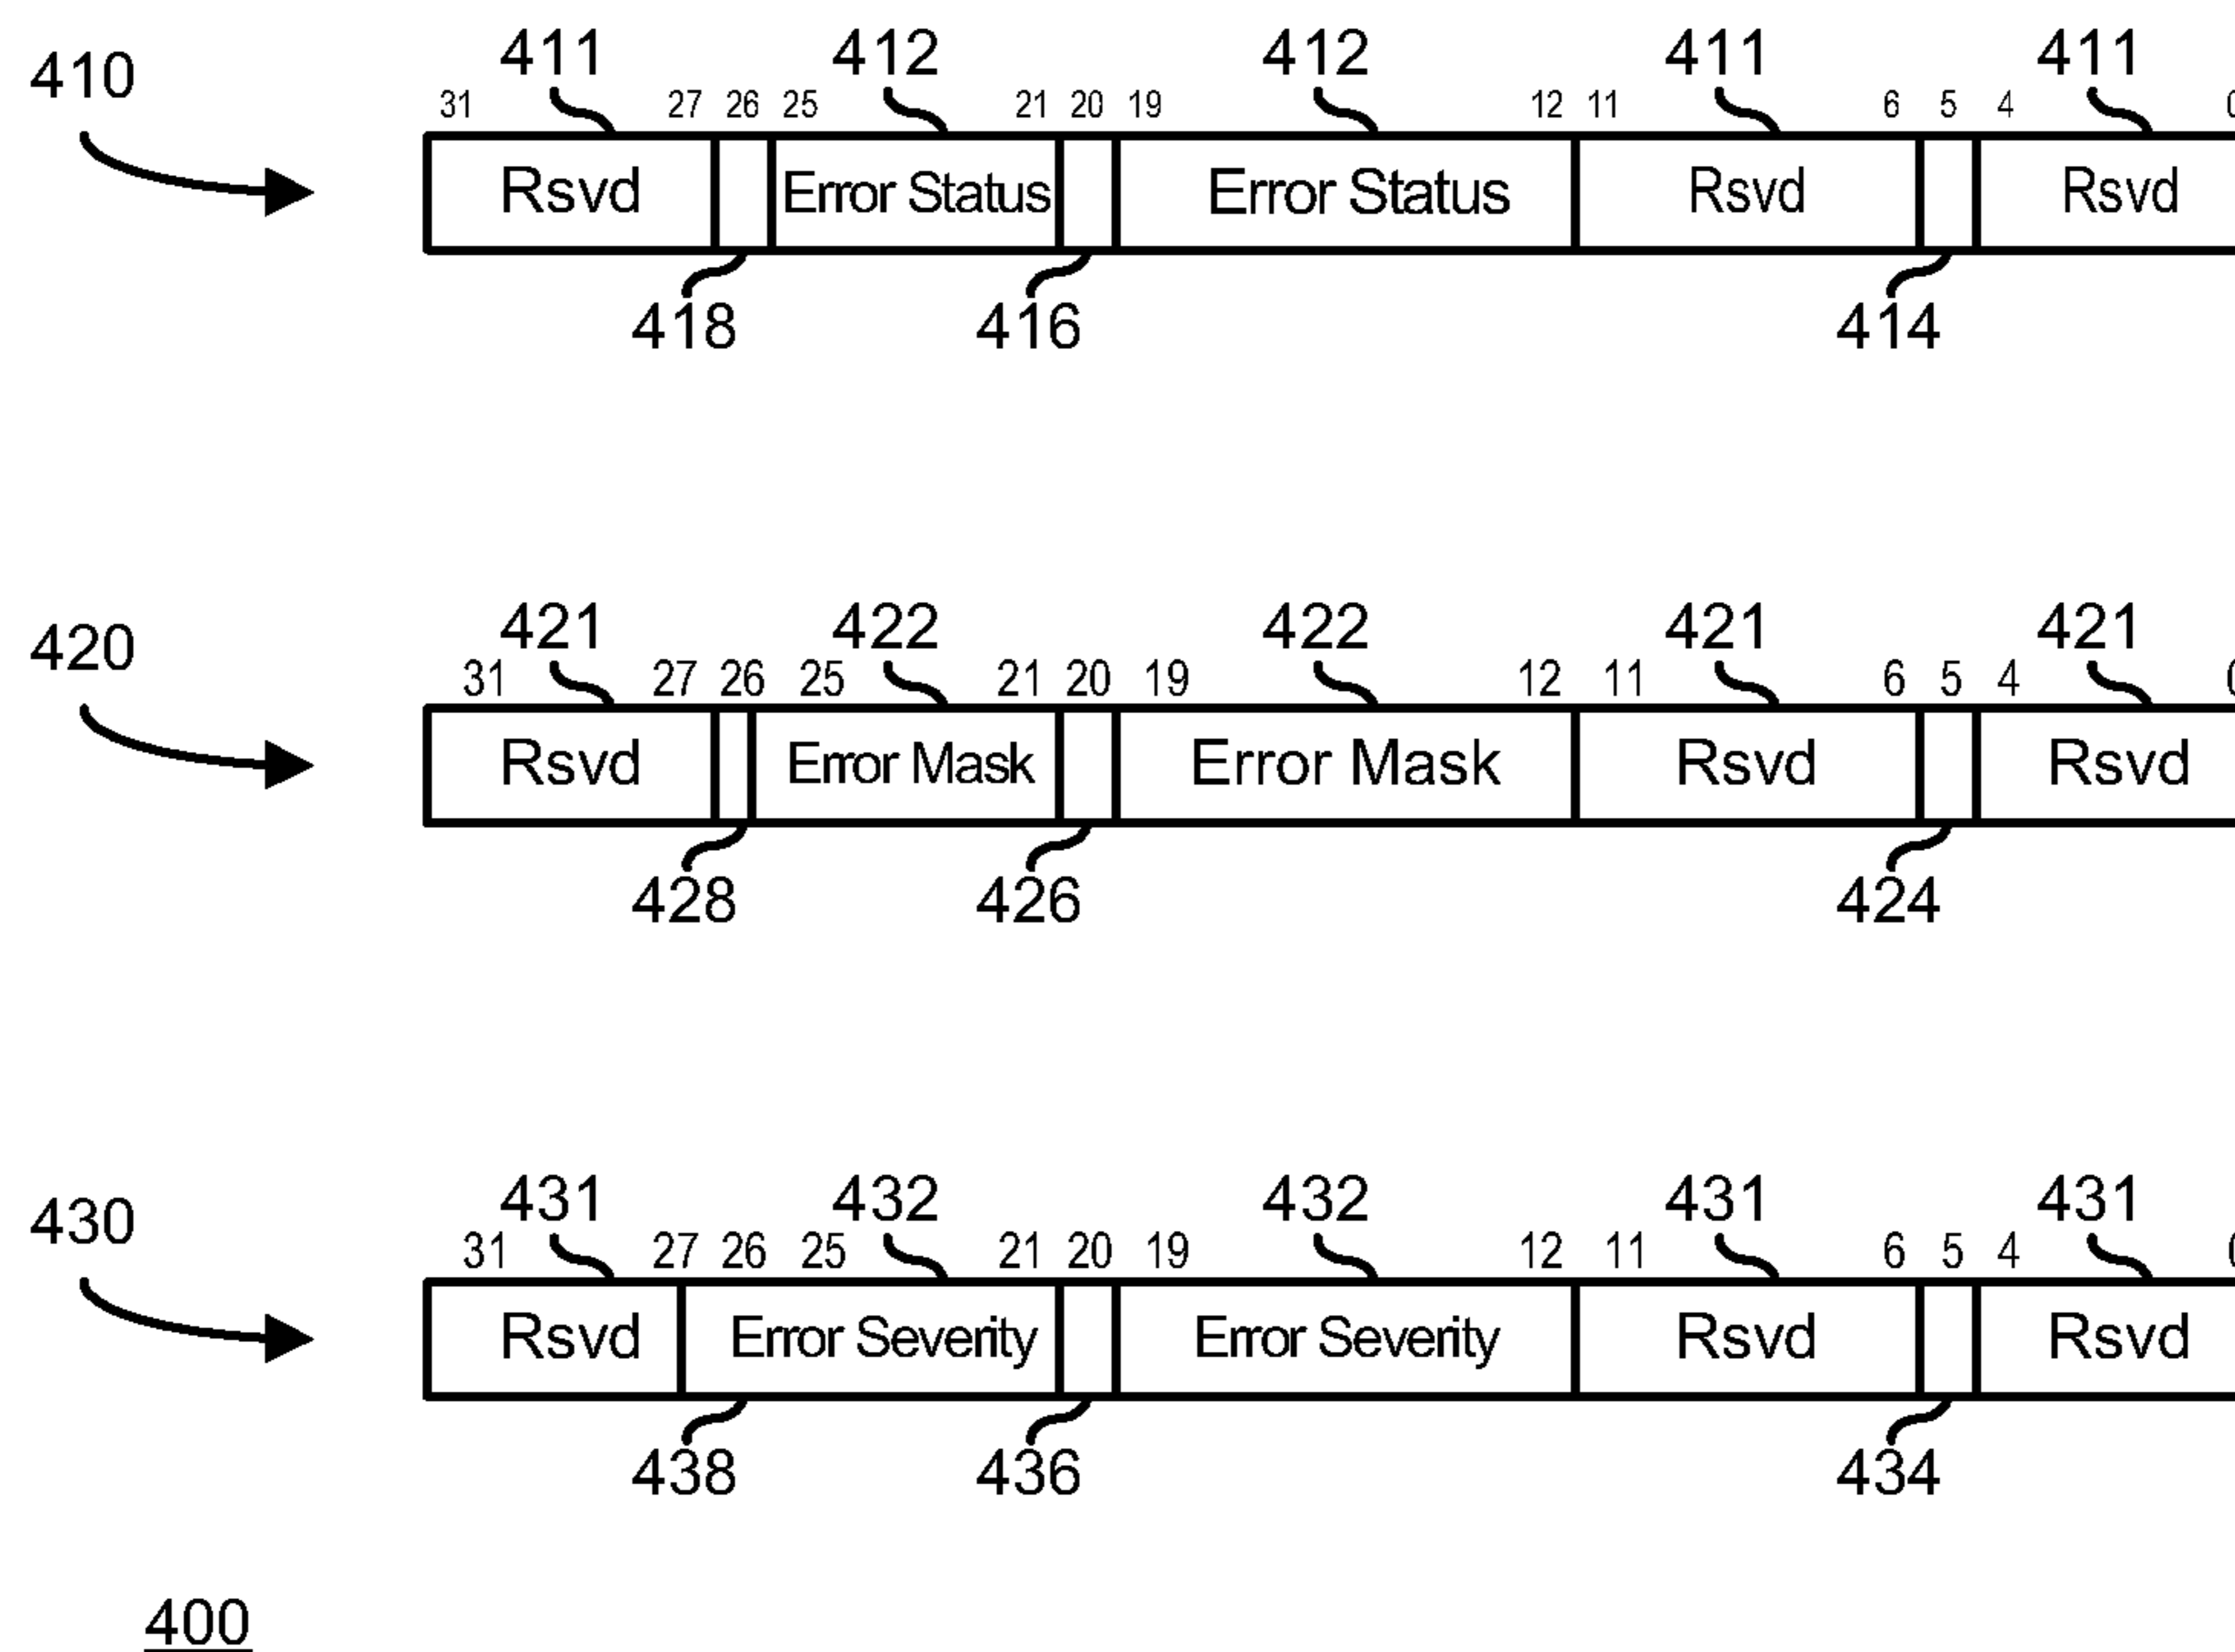 410
411 412 412 411 411
31 27 26 25 21 20 19 12 11 6 5 4 0
Rsvd Error Status Error Status Rsvd Rsvd
418 416 414
420
421 422 422 421 421
31 27 26 25 21 20 19 12 11 6 5 4 0
Rsvd Error Mask Error Mask Rsvd Rsvd
428 426 424
430
431 432 432 431 431
31 27 26 25 21 20 19 12 11 6 5 4 0
Rsvd Error Severity Error Severity Rsvd Rsvd
438 436 434
400